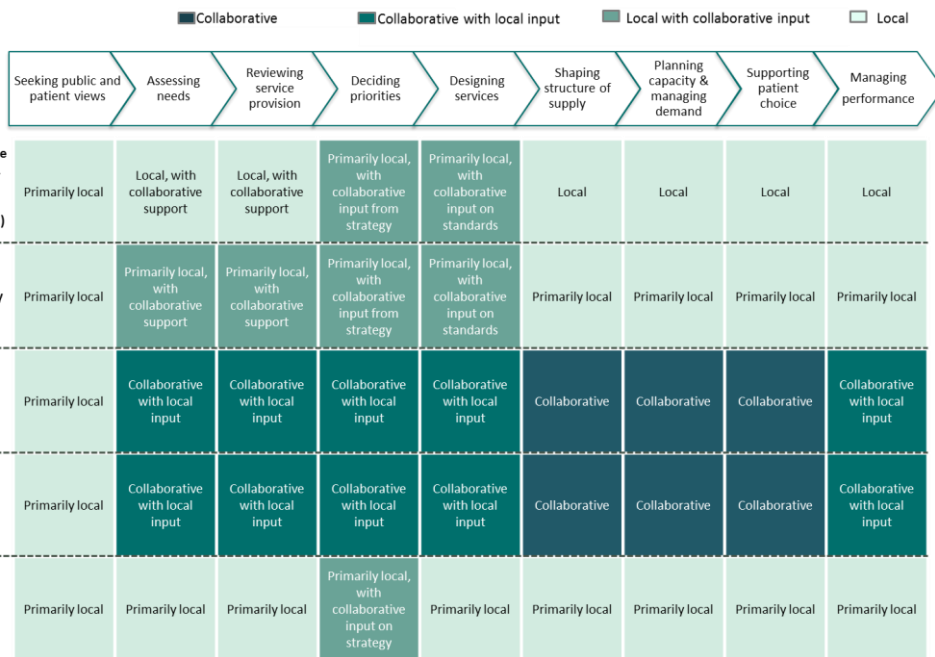 Collaborative
Collaborative with local input
Local with collaborative input
Local
Seeking public and
patient views
Assessing
needs
Reviewing
service
provision
Deciding
priorities
Designing
services
Shaping
structure of
supply
Planning
capacity &
managing
demand
Supporting
patient
choice
Managing
performance
Primarily local
Local, with
collaborative
support
Local, with
collaborative
support
Primarily local,
with
collaborative
input from
strategy
Primarily local,
with
collaborative
input on
standards
Local
Local
Local
Local
Primarily local
Primarily local,
with
collaborative
support
Primarily local,
with
collaborative
support
Primarily local,
with
collaborative
input from
strategy
Primarily local,
with
collaborative
input on
standards
Primarily local
Primarily local
Primarily local
Primarily local
Primarily local
Collaborative
with local
input
Collaborative
with local
input
Collaborative
with local
input
Collaborative
with local
input
Collaborative
Collaborative
Collaborative
Collaborative
with local
input
Primarily local
Collaborative
with local
input
Collaborative
with local
input
Collaborative
with local
input
Collaborative
with local
input
Collaborative
Collaborative
Collaborative
Collaborative
with local
input
Primarily local
Primarily local
Primarily local
Primarily local,
with
collaborative
input on
strategy
Primarily local
Primarily local
Primarily local
Primarily local
Primarily local